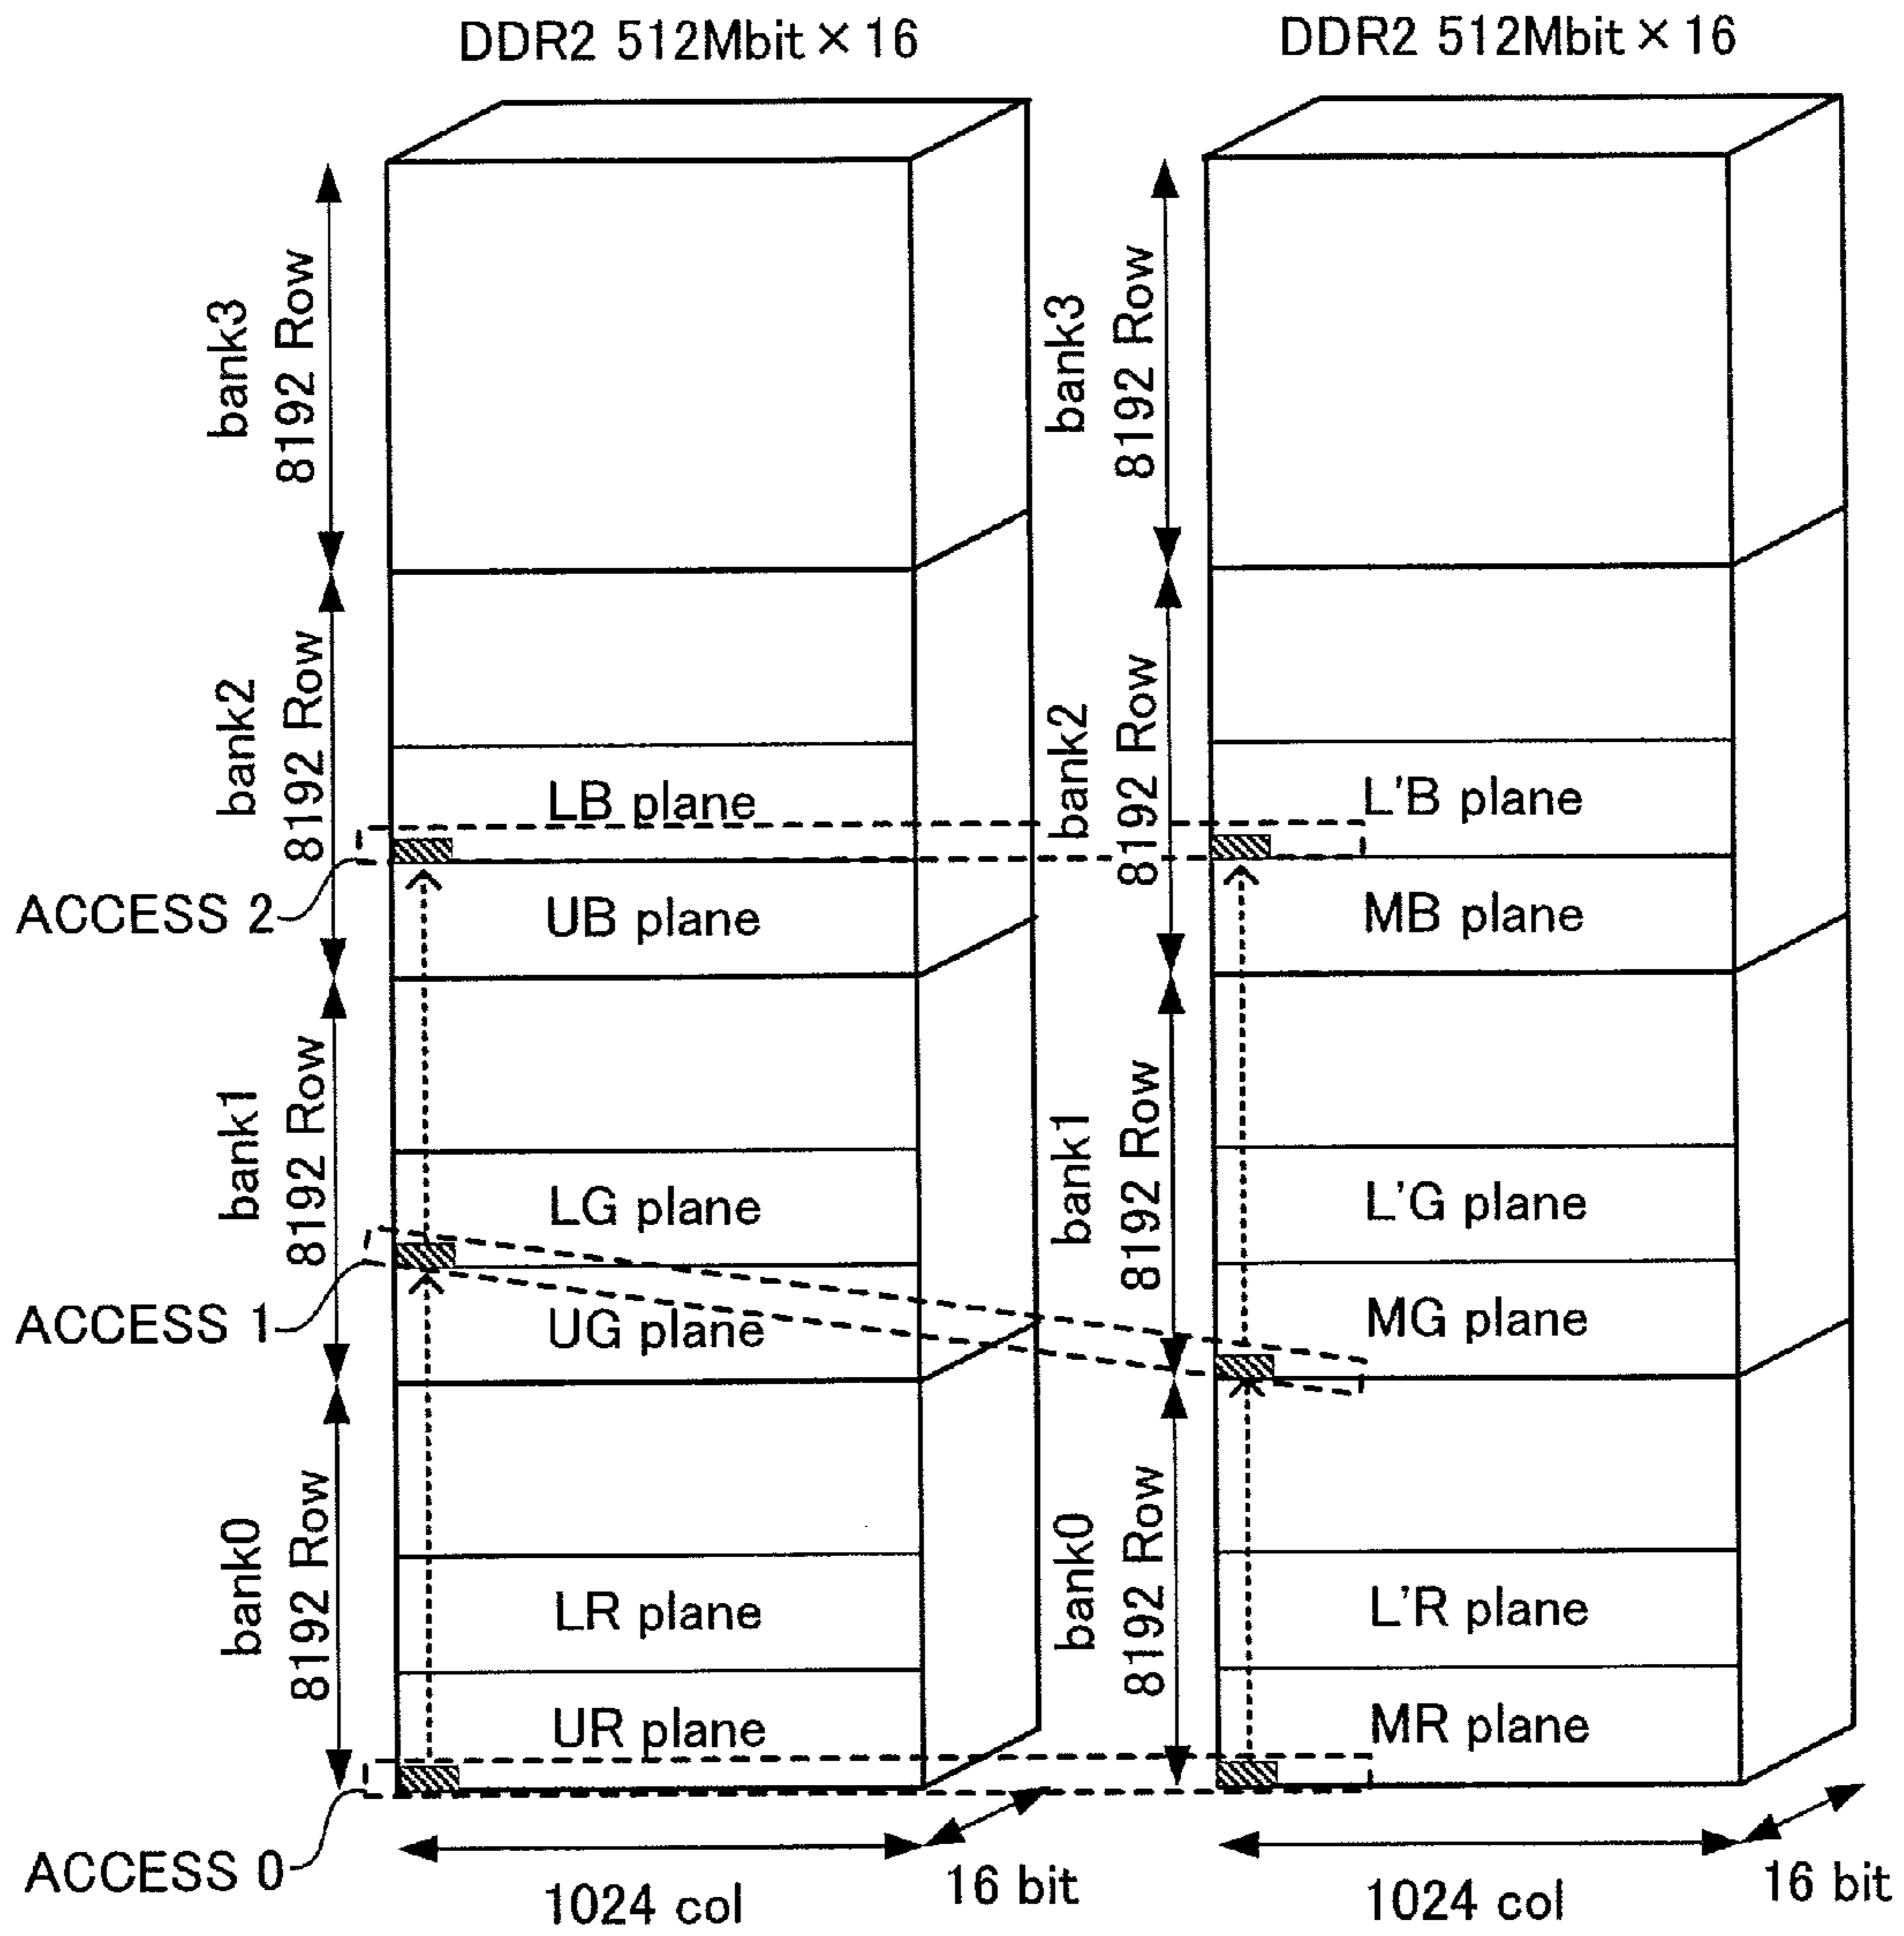 DDR2 512Mbit×16
DDR2 512Mbit×16
bank3
8192 Row
bank3
8192 Row
bank2
8192 Row
bank2
8192 Row
LB plane
L'B plane
ACCESS 2
UB plane
MB plane
bank1
8192 Row
bank1
8192 Row
LG plane
L'G plane
ACCESS 1
UG plane
MG plane
bank0
8192 Row
bank0
8192 Row
LR plane
L'R plane
UR plane
MR plane
ACCESS 0
1024 col
16 bit
1024 col
16 bit